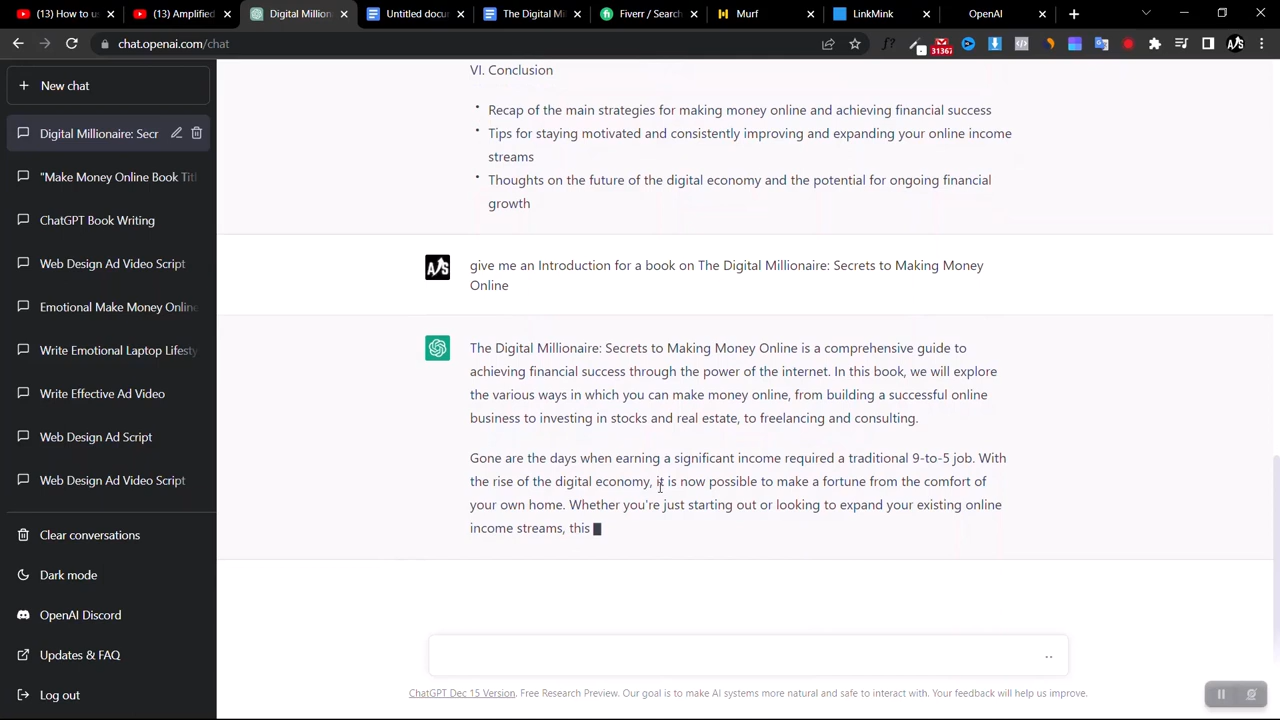 (13) How to u
(13) Amplified
Digital Million
Untitled docu
The Digital Mi
Fiverr / Search
Murf
LinkMink
OpenAI
chat.openai.com/chat
31367
New chat
Digital Millionaire: Secr
"Make Money Online Book Titl
ChatGPT Book Writing
Web Design Ad Video Script
Emotional Make Money Online
Write Emotional Laptop Lifesty
Write Effective Ad Video
Web Design Ad Script
Web Design Ad Video Script
Clear conversations
Dark mode
OpenAI Discord
Updates & FAQ
Log out
VI. Conclusion
• Recap of the main strategies for making money online and achieving financial success
• Tips for staying motivated and consistently improving and expanding your online income
streams
• Thoughts on the future of the digital economy and the potential for ongoing financial
growth
AJS
give me an Introduction for a book on The Digital Millionaire: Secrets to Making Money
Online
The Digital Millionaire: Secrets to Making Money Online is a comprehensive guide to
achieving financial success through the power of the internet. In this book, we will explore
the various ways in which you can make money online, from building a successful online
business to investing in stocks and real estate, to freelancing and consulting.
Gone are the days when earning a significant income required a traditional 9-to-5 job. With
the rise of the digital economy, it is now possible to make a fortune from the comfort of
your own home. Whether you're just starting out or looking to expand your existing online
income streams, this
ChatGPT Dec 15 Version. Free Research Preview. Our goal is to make AI systems more natural and safe to interact with. Your feedback will help us improve.